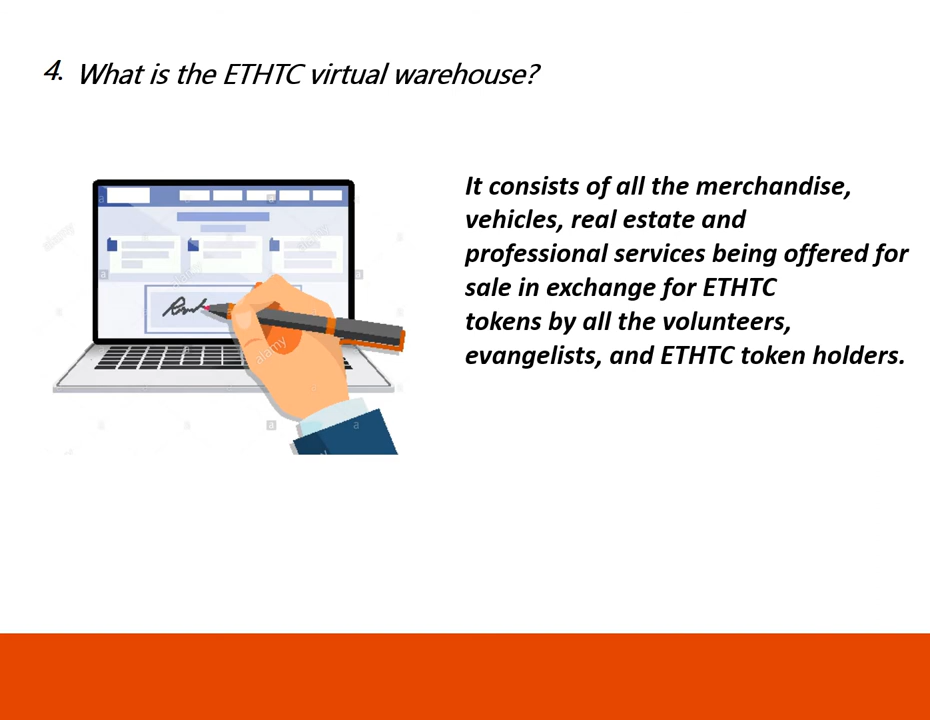 4. What is the ETHTC virtual warehouse?
It consists of all the merchandise,
vehicles, real estate and
professional services being offered for
sale in exchange for ETHTC
tokens by all the volunteers,
evangelists, and ETHTC token holders.
alamy
alamy
alamy
a
a
a
a